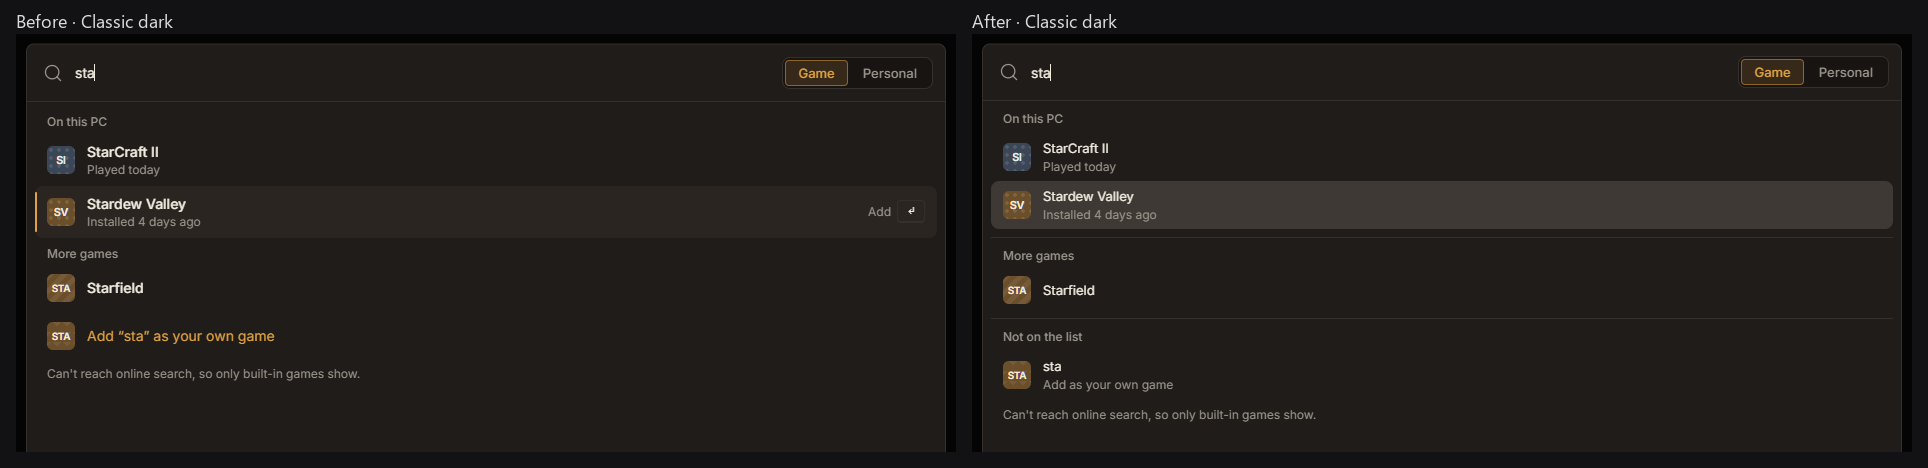 Before · Classic dark
sta
Game
Personal
On this PC
SI
StarCraft II
Played today
SV
Stardew Valley
Installed 4 days ago
Add
More games
STA
Starfield
STA
Add “sta” as your own game
Can't reach online search, so only built-in games show.
After · Classic dark
sta
Game
Personal
On this PC
SI
StarCraft II
Played today
SV
Stardew Valley
Installed 4 days ago
More games
STA
Starfield
Not on the list
STA
sta
Add as your own game
Can't reach online search, so only built-in games show.